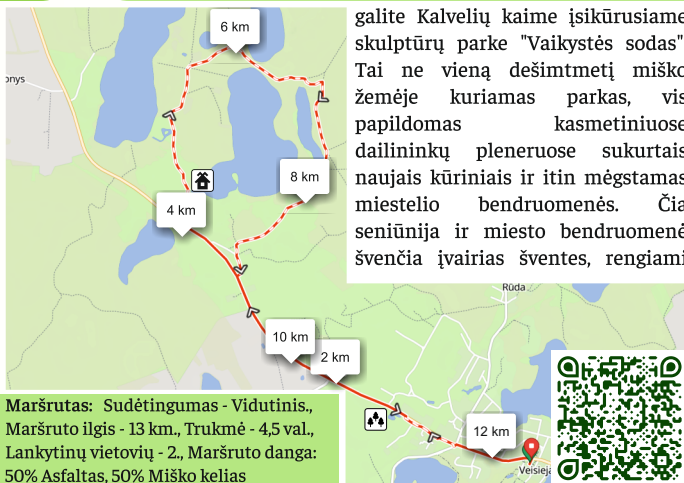 galite Kalvelių kaime įsikūrusiame
skulptūrų parke "Vaikystės sodas"
Tai ne vieną dešimtmetį miško
žemėje kuriamas parkas, vis
papildomas kasmetiniuose
dailininkų pleneruose sukurtais
naujais kūriniais ir itin mėgstamas
miestelio bendruomenės. Čia
seniūnija ir miesto bendruomenė
švenčia įvairias šventes, rengiami
6 km
onys
8 km
4 km
Rūda
10 km
2 km
12 km
Veisieja
Maršrutas: Sudėtingumas - Vidutinis.,
Maršruto ilgis - 13 km., Trukmė - 4,5 val.,
Lankytinų vietovių - 2., Maršruto danga:
50% Asfaltas, 50% Miško kelias